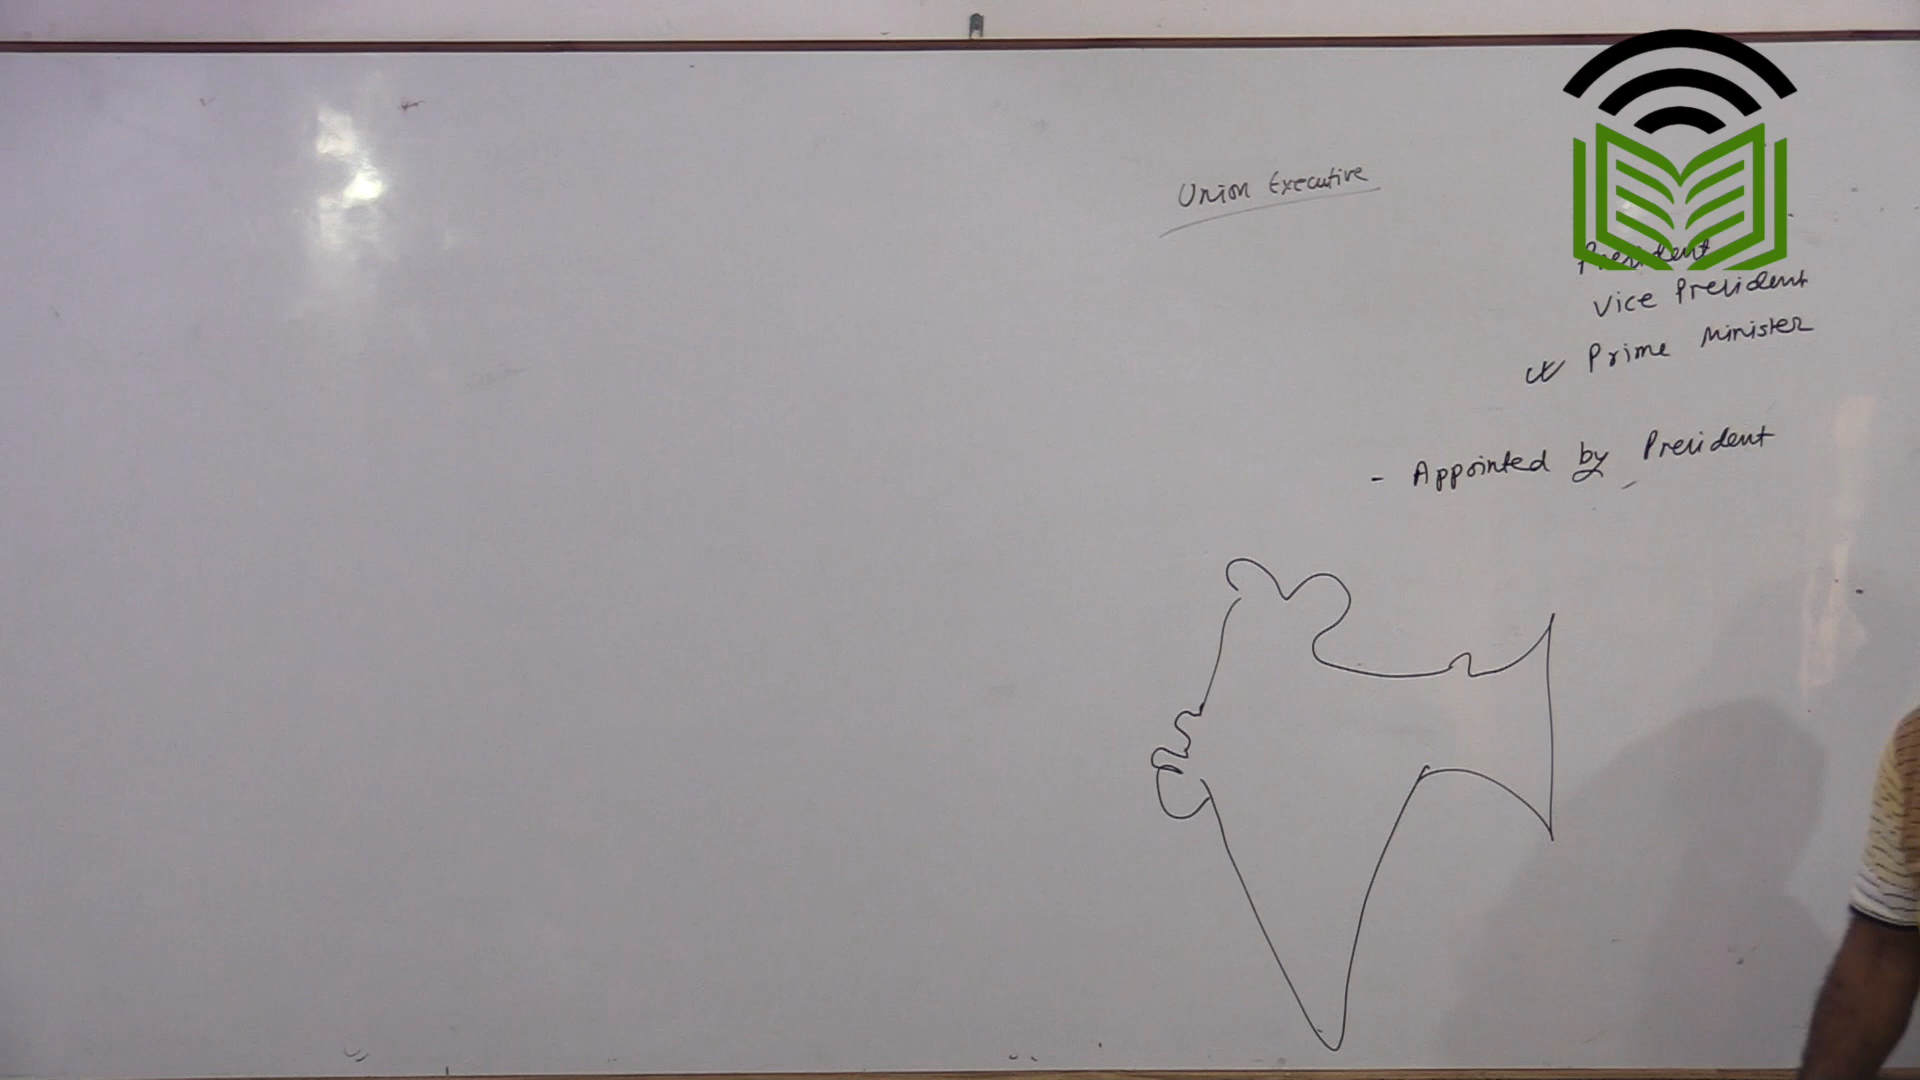 Union Executive
President
Vice President
Prime Minister
- Appointed by President